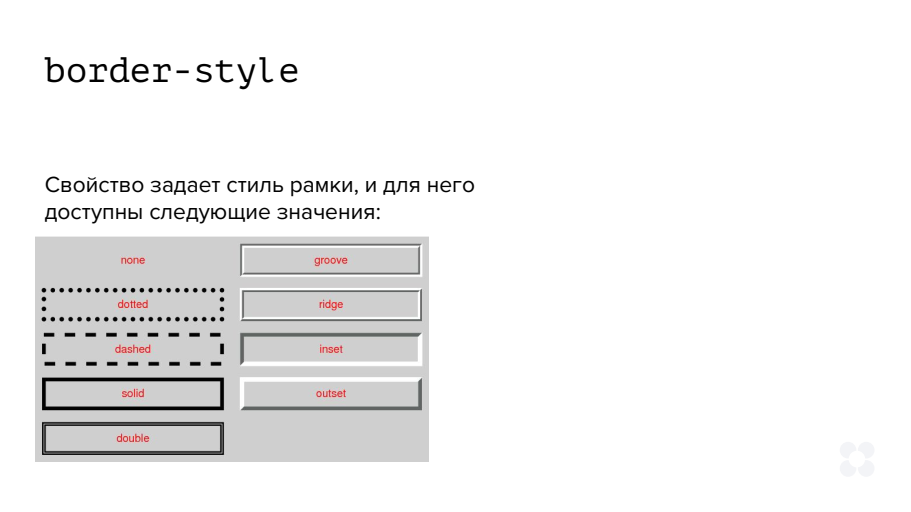 border-style
Свойство задает стиль рамки, и для него
доступны следующие значения:
none
dotted
dashed
solid
double
groove
ridge
inset
outset